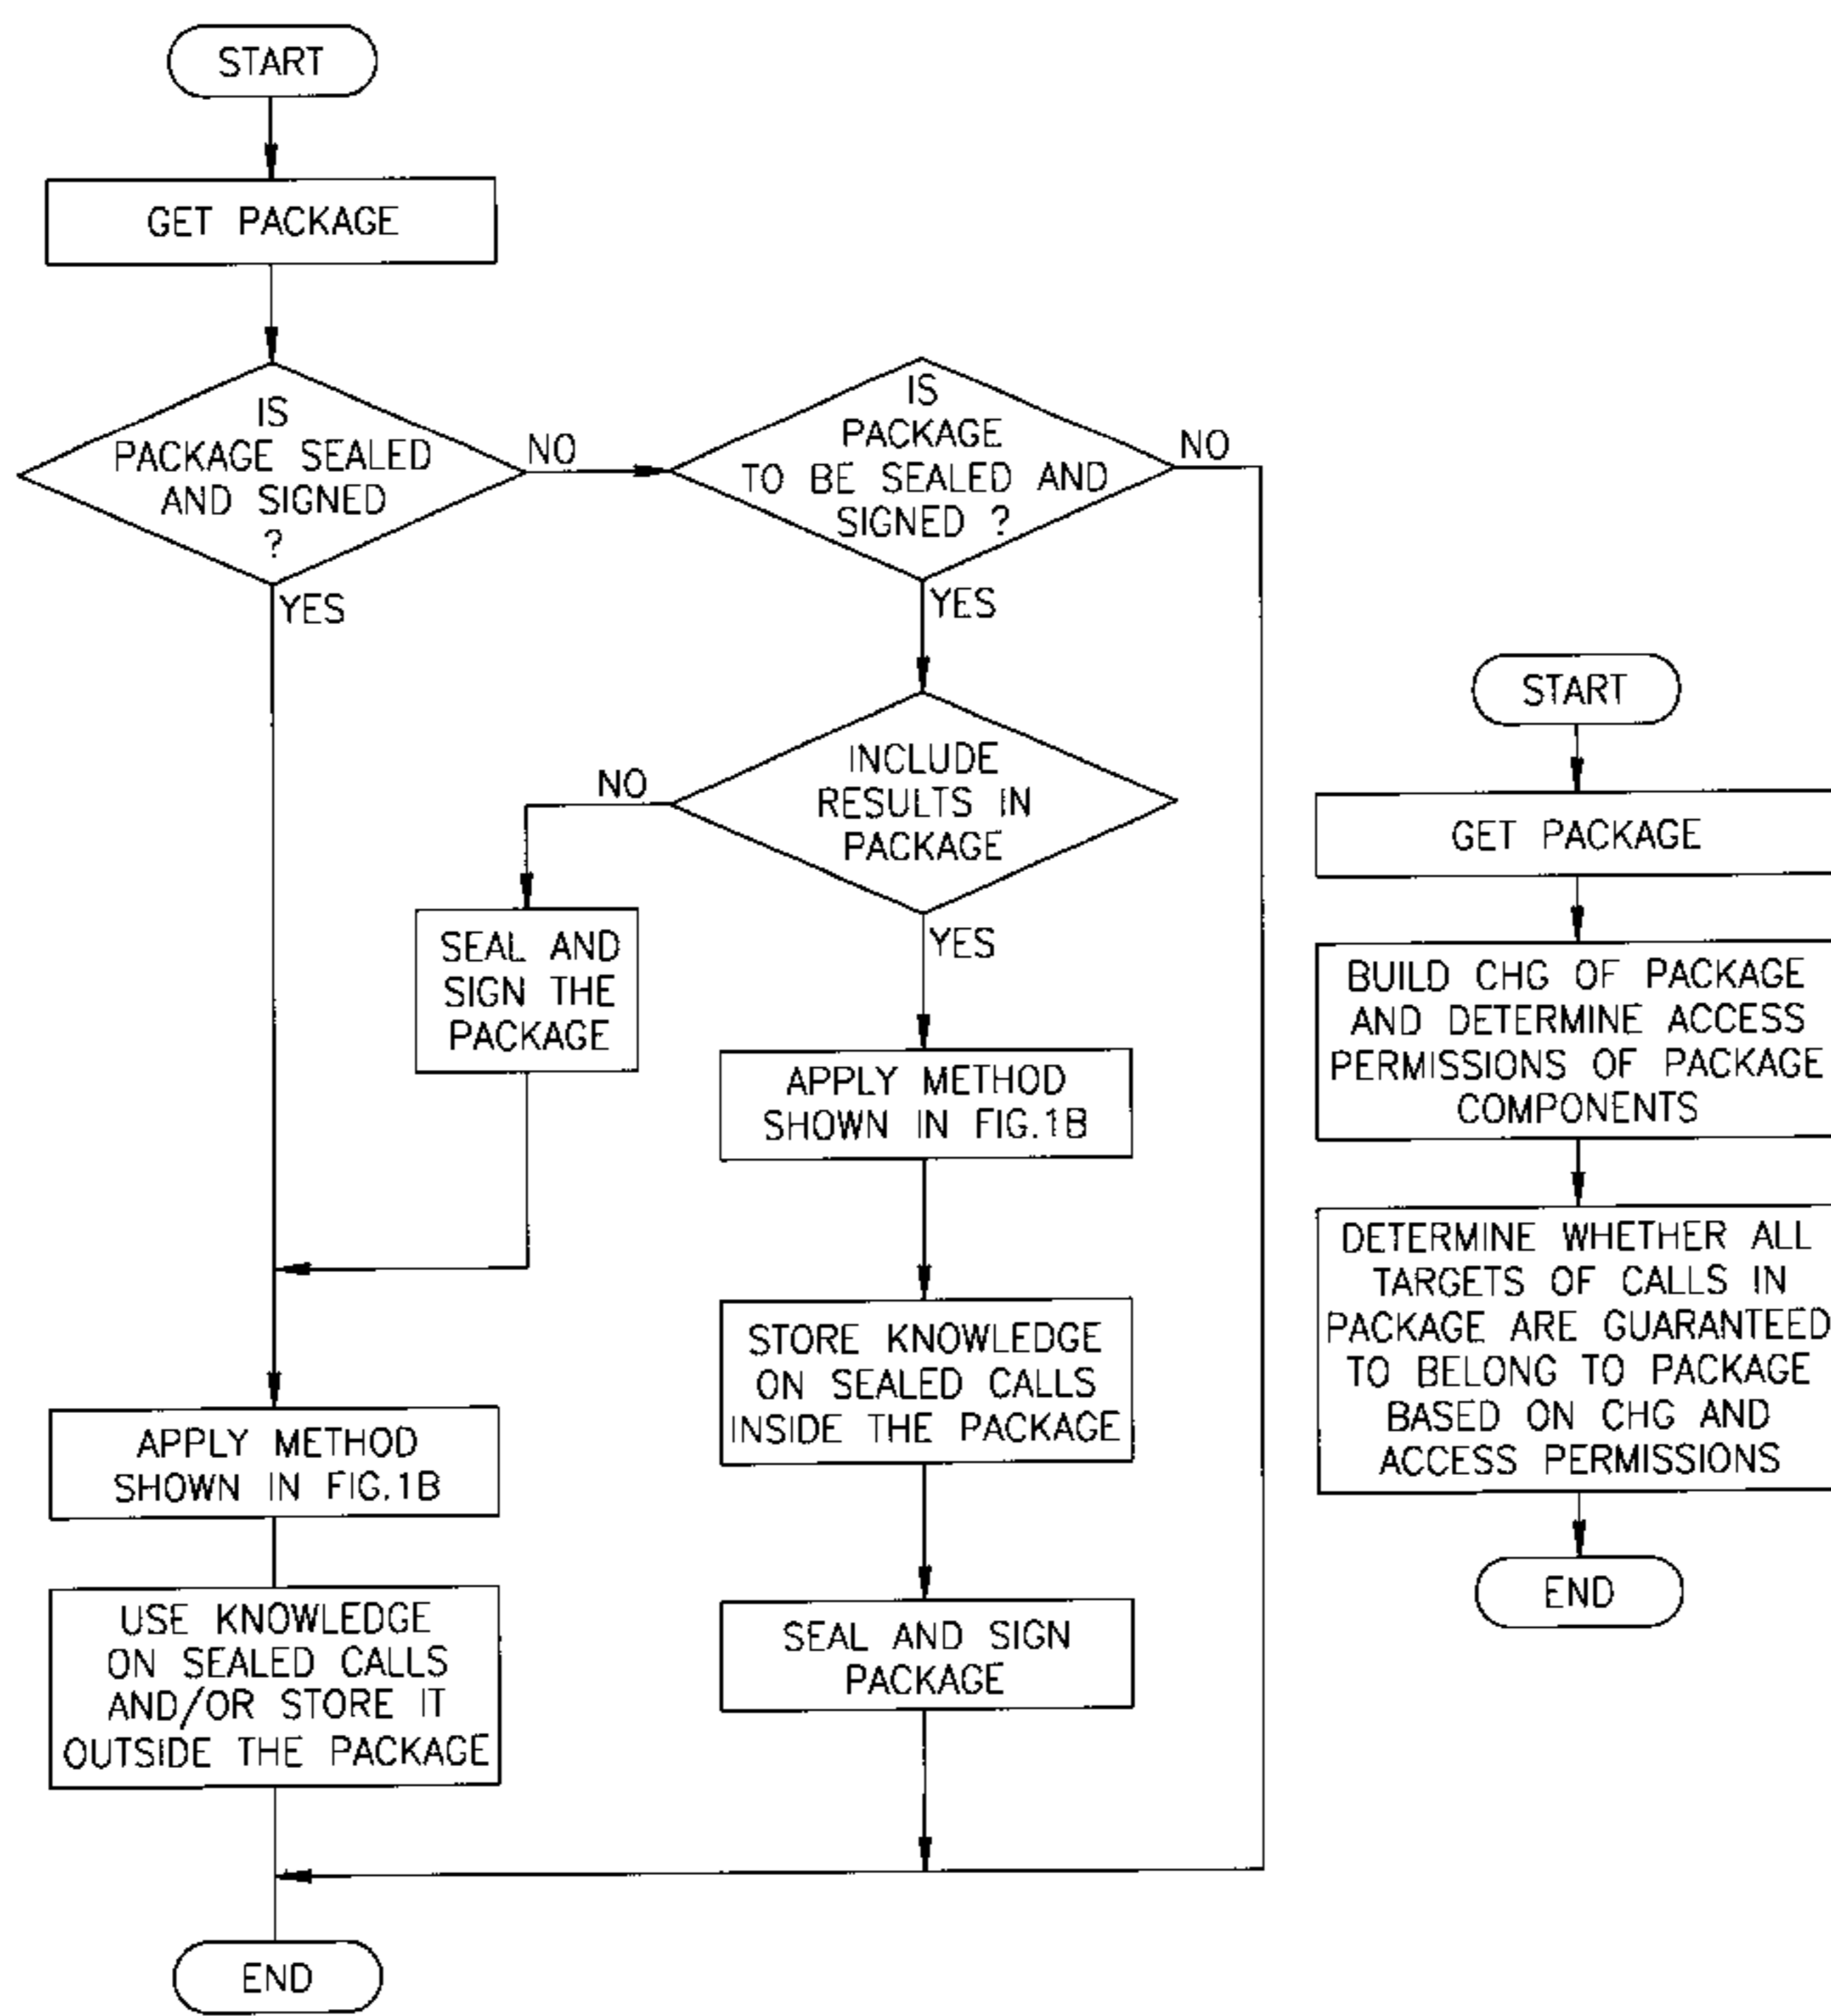 START
GET PACKAGE
IS
PACKAGE SEALED
AND SIGNED
?
NO
YES
IS
PACKAGE
TO BE SEALED AND
SIGNED ?
NO
YES
INCLUDE
RESULTS IN
PACKAGE
NO
YES
SEAL AND
SIGN THE
PACKAGE
APPLY METHOD
SHOWN IN FIG.1B
STORE KNOWLEDGE
ON SEALED CALLS
INSIDE THE PACKAGE
SEAL AND SIGN
PACKAGE
APPLY METHOD
SHOWN IN FIG.1B
USE KNOWLEDGE
ON SEALED CALLS
AND/OR STORE IT
OUTSIDE THE PACKAGE
END
START
GET PACKAGE
BUILD CHG OF PACKAGE
AND DETERMINE ACCESS
PERMISSIONS OF PACKAGE
COMPONENTS
DETERMINE WHETHER ALL
TARGETS OF CALLS IN
PACKAGE ARE GUARANTEED
TO BELONG TO PACKAGE
BASED ON CHG AND
ACCESS PERMISSIONS
END